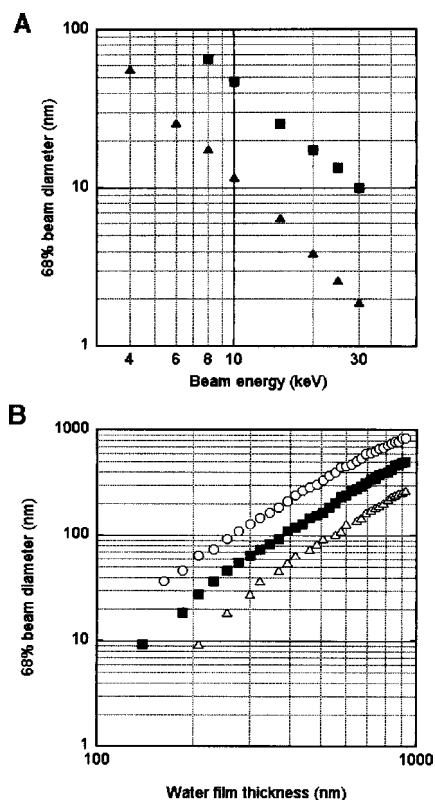 A
100
10
1
68% beam diameter (nm)
4 6 8 10 30
Beam energy (keV)
B
1000
100
10
1
68% beam diameter (nm)
100 1000
Water film thickness (nm)